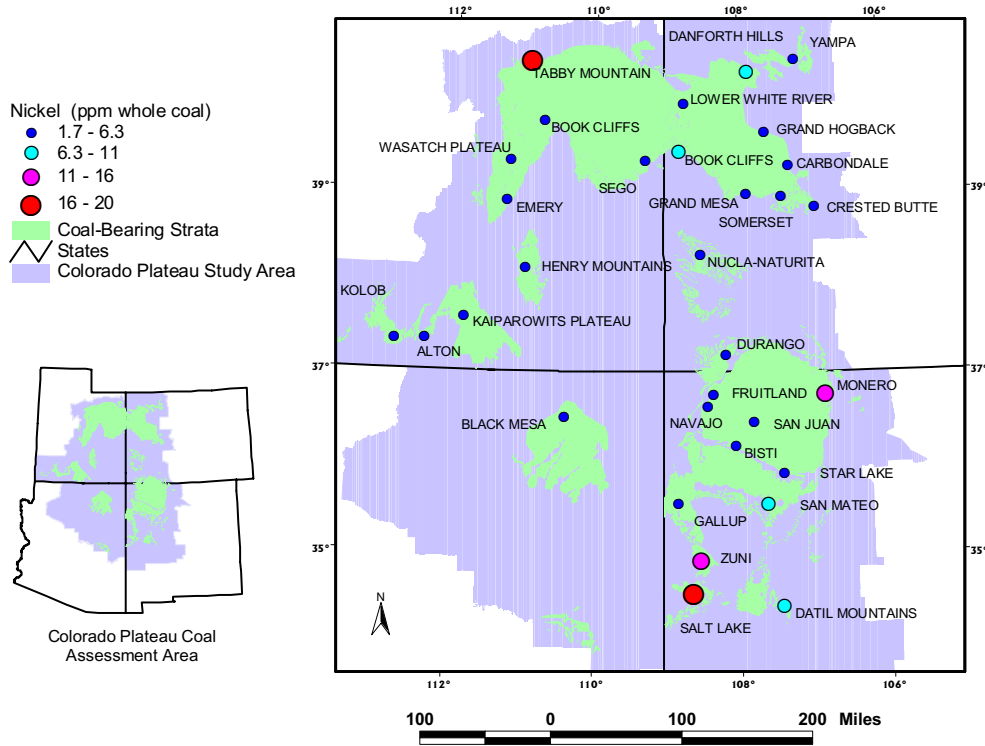 112°
110°
108°
106°
DANFORTH HILLS
YAMPA
TABBY MOUNTAIN
Nickel (ppm whole coal)
1.7 - 6.3
6.3 - 11
11 - 16
16 - 20
Coal-Bearing Strata
States
Colorado Plateau Study Area
LOWER WHITE RIVER
BOOK CLIFFS
GRAND HOGBACK
WASATCH PLATEAU
BOOK CLIFFS
CARBONDALE
39°
SEGO
39°
EMERY
GRAND MESA
SOMERSET
CRESTED BUTTE
HENRY MOUNTAINS
NUCLA-NATURITA
KOLOB
KAIPAROWITS PLATEAU
ALTON
DURANGO
37°
37°
MONERO
FRUITLAND
BLACK MESA
NAVAJO
SAN JUAN
BISTI
STAR LAKE
SAN MATEO
GALLUP
35°
35°
ZUNI
N
DATIL MOUNTAINS
SALT LAKE
Colorado Plateau Coal
Assessment Area
112°
110°
108°
106°
100 0 100 200 Miles